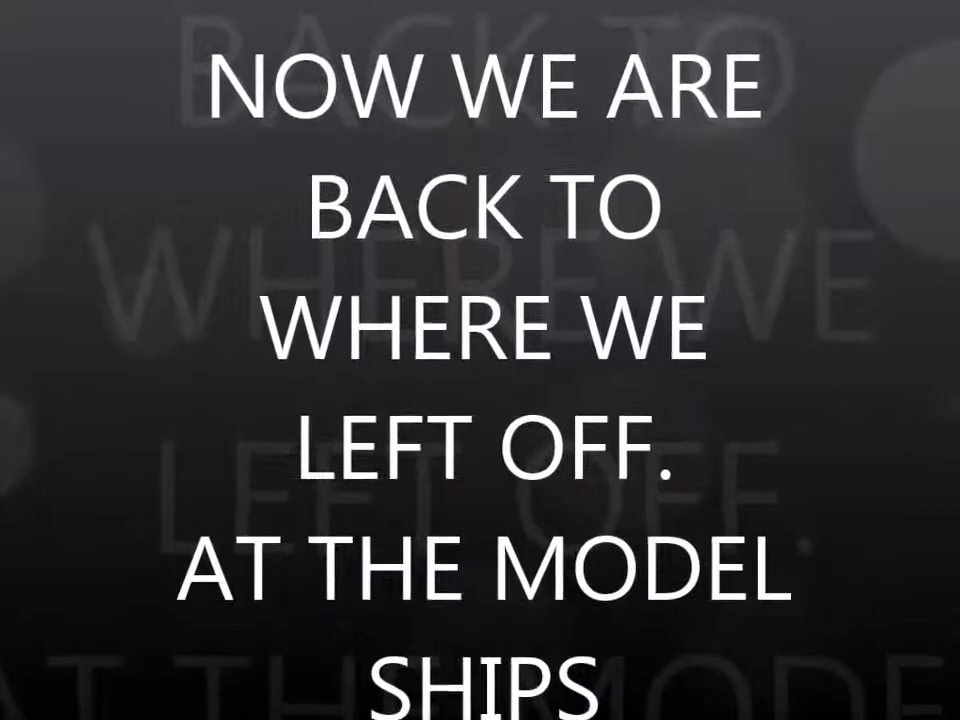 NOW WE ARE
BACK TO
WHERE WE
LEFT OFF.
AT THE MODEL
SHIPS